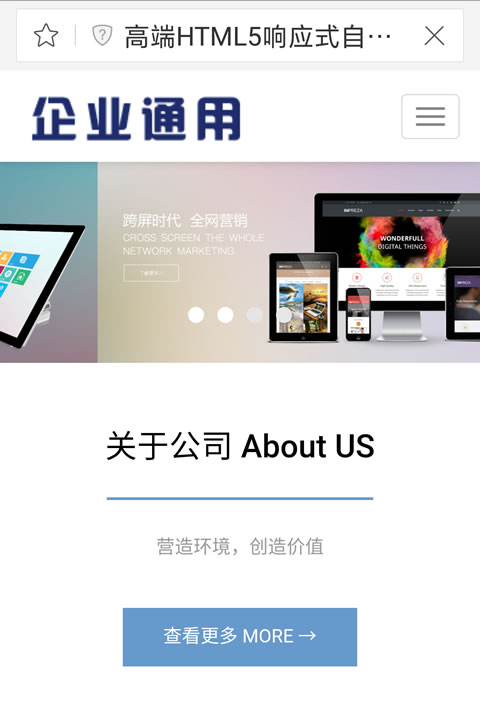 高端HTML5响应式自…
企业通用
跨屏时代 全网营销
CROSS SCREEN THE WHOLE
NETWORK MARKETING
了解更多>>
IMPREZA
WONDERFULL
DIGITAL THINGS
关于公司 About US
营造环境，创造价值
查看更多 MORE →